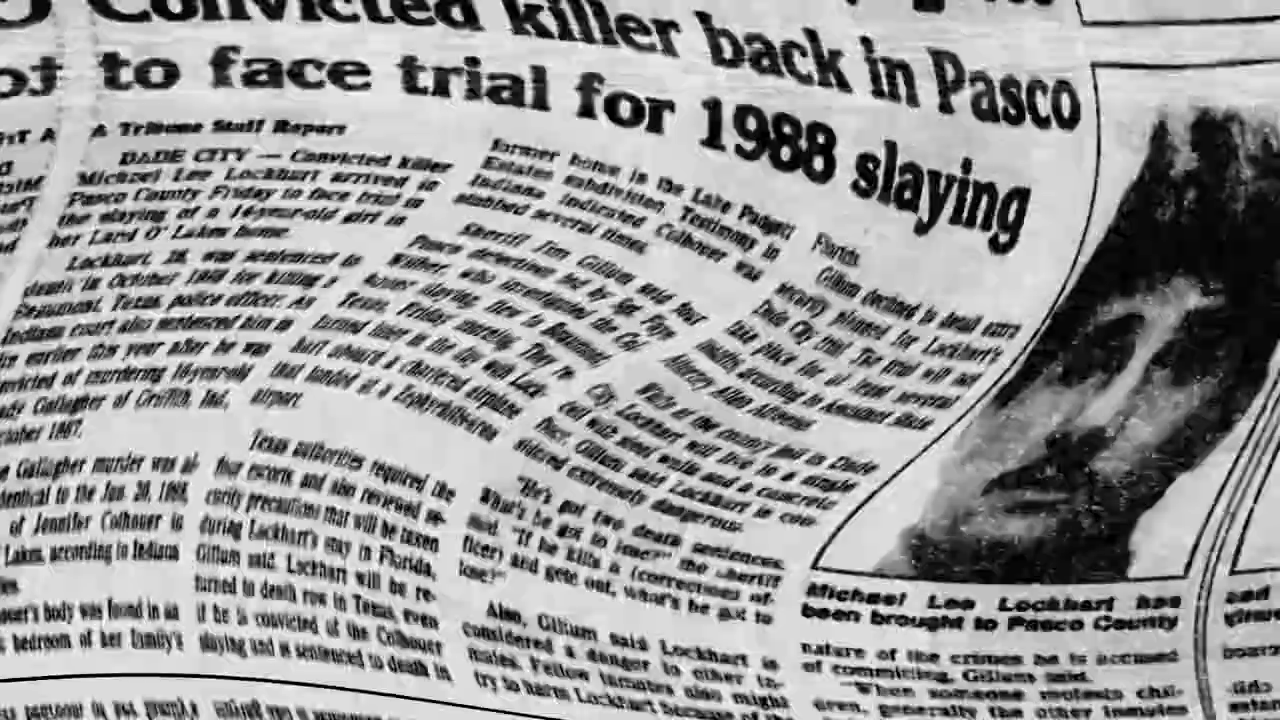 Convicted killer back in Pasco
to face trial for 1988 slaying
A Tribune Staff Report
DADE CITY — Convicted killer
Michael Lee Lockhart arrived in
Pasco County Friday to face trial in
the slaying of a 14-year-old girl in
her Land O' Lakes home.
Lockhart, 28, was sentenced to
death in October 1988 for killing a
Beaumont, Texas, police officer. An
Indiana court also sentenced him to
earlier this year after he was
convicted of murdering 16-year-old
Gallagher of Griffith, Ind.,
October 1987.
Gallagher murder was al-
identical to the Jan. 20, 1988,
of Jennifer Colhouer in
Lakes, according to Indiana
body was found in an
bedroom of her family's
former home in the Lake Padgett
Estates subdivision. Testimony in
Indiana indicated Colhouer was
stabbed several times.
Sheriff Jim Gillum said that
Pasco detectives led by Sgt. Faye
who investigated the
slaying, flew to Beaumont,
Texas, Friday morning. They re-
turned later in the day with Lock-
hart aboard a chartered airplane
that landed at a
airport.
Texas authorities required the
four escorts, and also reviewed se-
curity precautions that will be taken
during Lockhart's stay in Florida,
Gillum said. Lockhart will be re-
turned to death row in Texas, even
if he is convicted of the Colhouer
slaying and is sentenced to death in
Florida.
Gillum declined to detail extra
security planned for Lockhart's
Dade City trial. The trial will not
take place for at least several
months, according to Assistant State
Attorney Allen
While at the county jail in Dade
City, Lockhart will live in a single
cell with steel walls and a concrete
floor. Gillum said Lockhart is con-
sidered extremely dangerous.
"He's got two death sentences.
What's he got to lose?" the sheriff
said. "If he kills a (corrections of-
ficer) and gets out, what's he got to
lose?"
Also, Gillum said Lockhart is
considered a danger to other in-
mates. Fellow inmates also might
try to harm Lockhart because of the
Michael Lee Lockhart has
been brought to Pasco County
nature of the crimes he is accused
of committing, Gillum said.
"When someone molests chil-
dren, generally the other inmates